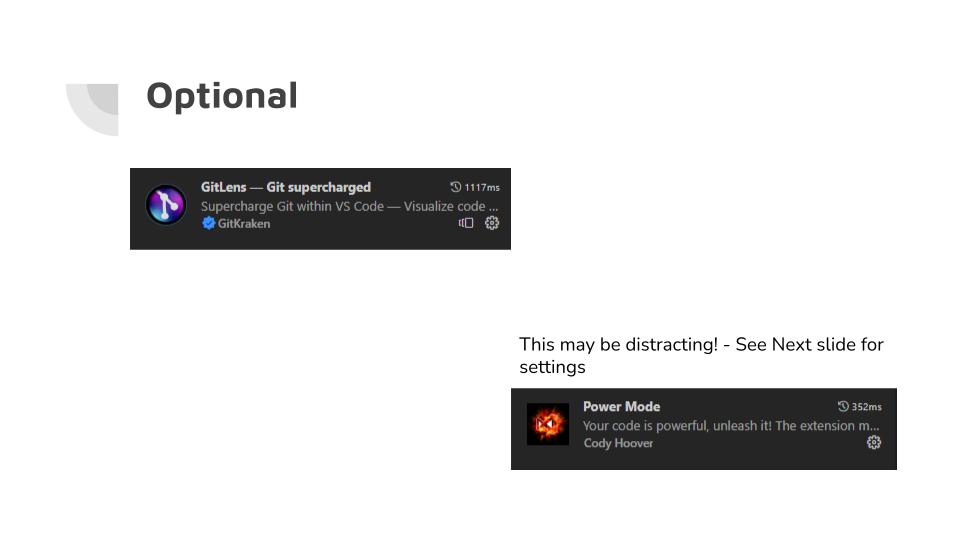 Optional
GitLens — Git supercharged 1117ms
Supercharge Git within VS Code — Visualize code ...
GitKraken
This may be distracting! - See Next slide for
settings
Power Mode 352ms
Your code is powerful, unleash it! The extension m...
Cody Hoover